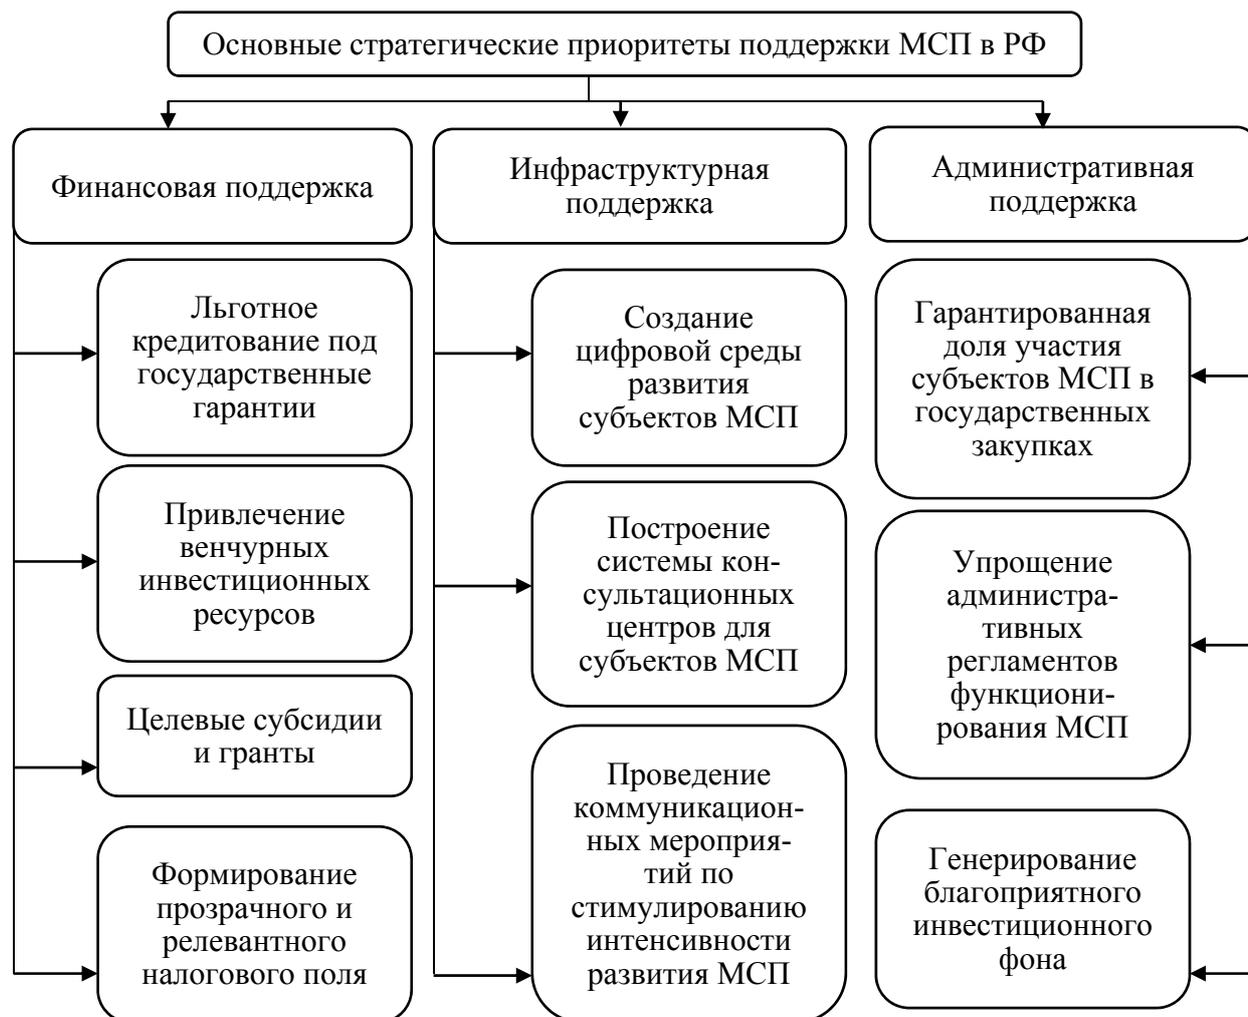 Основные стратегические приоритеты поддержки МСП в РФ
Финансовая поддержка
Инфраструктурная
поддержка
Административная
поддержка
Льготное
кредитование под
государственные
гарантии
Привлечение
венчурных
инвестиционных
ресурсов
Целевые субсидии
и гранты
Формирование
прозрачного и
релевантного
налогового поля
Создание
цифровой среды
развития
субъектов МСП
Построение
системы кон-
сультационных
центров для
субъектов МСП
Проведение
коммуникацион-
ных мероприя-
тий по
стимулированию
интенсивности
развития МСП
Гарантированная
доля участия
субъектов МСП в
государственных
закупках
Упрощение
администра-
тивных
регламентов
функциони-
рования МСП
Генерирование
благоприятного
инвестиционного
фона